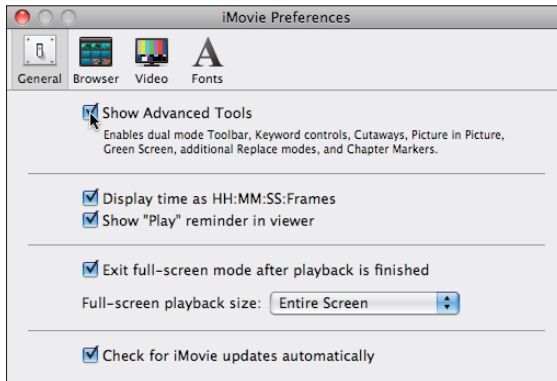 iMovie Preferences
General Browser Video Fonts
Show Advanced Tools
Enables dual mode Toolbar, Keyword controls, Cutaways, Picture in Picture,
Green Screen, additional Replace modes, and Chapter Markers.
Display time as HH:MM:SS:Frames
Show "Play" reminder in viewer
Exit full-screen mode after playback is finished
Full-screen playback size: Entire Screen
Check for iMovie updates automatically